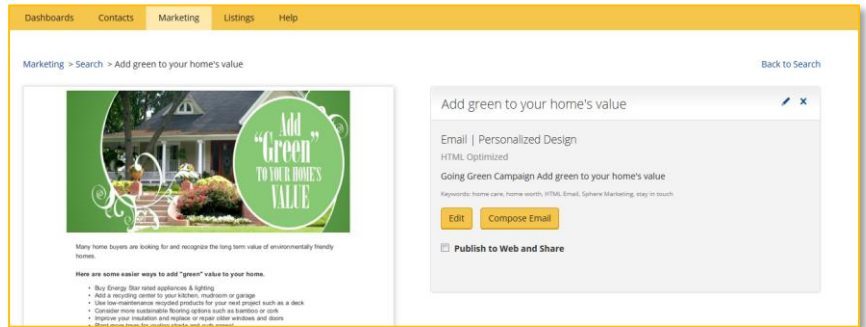 Dashboards Contacts Marketing Listings Help
Marketing > Search > Add green to your home's value
Back to Search
Add
"Green"
TO YOUR HOME'S
VALUE
Many home buyers are looking for and recognize the long term value of environmentally friendly
homes.
Here are some easier ways to add "green" value to your home.
• Buy Energy Star rated appliances & lighting
• Add a recycling center to your kitchen, mudroom or garage
• Use low-maintenance recycled products for your next project such as a deck
• Consider more sustainable flooring options such as bamboo or cork
• Improve your insulation and replace or repair older windows and doors
Add green to your home's value
Email | Personalized Design
HTML Optimized
Going Green Campaign Add green to your home's value
Keywords: home care, home worth, HTML Email, Sphere Marketing, stay in touch
Edit Compose Email
Publish to Web and Share